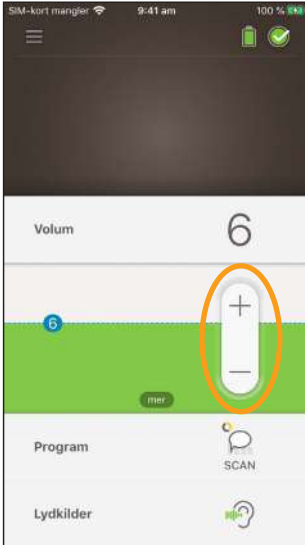 SIM-kort mangler 9:41 am 100 %
Volum 6
+
6
—
mer
Program
SCAN
Lydkilder